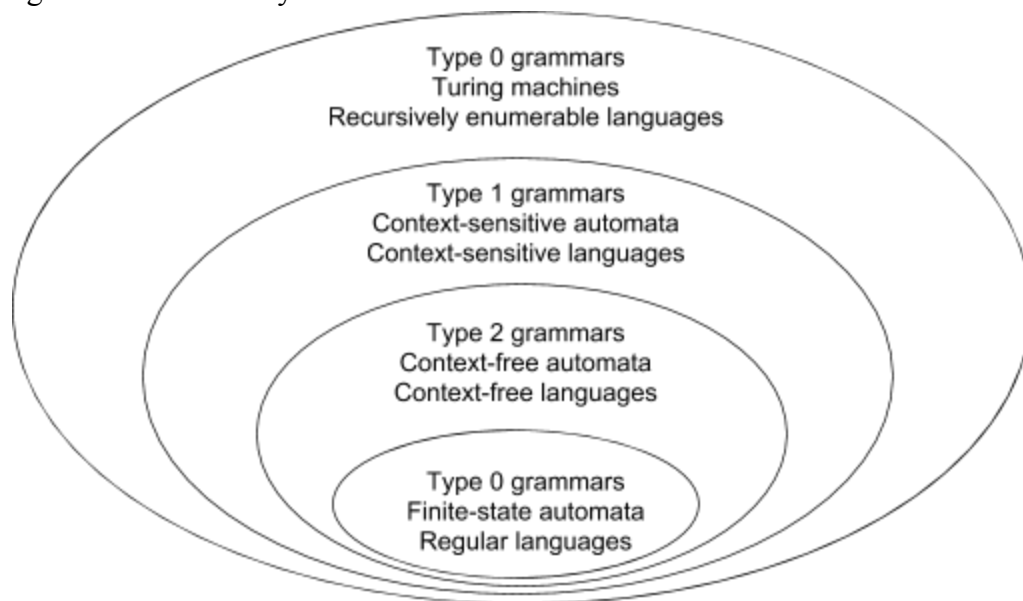 Type 0 grammars
Turing machines
Recursively enumerable languages
Type 1 grammars
Context-sensitive automata
Context-sensitive languages
Type 2 grammars
Context-free automata
Context-free languages
Type 0 grammars
Finite-state automata
Regular languages